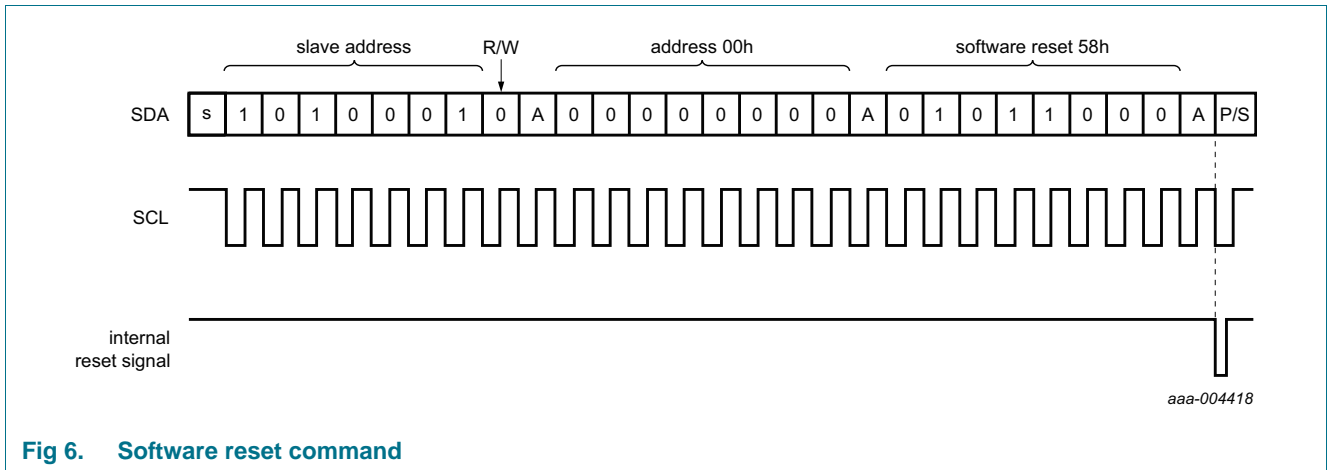 slave address R/W address 00h software reset 58h
SDA s 1 0 1 0 0 0 1 0 A 0 0 0 0 0 0 0 0 A 0 1 0 1 1 0 0 0 A P/S
SCL
internal
reset signal
aaa-004418
Fig 6. Software reset command